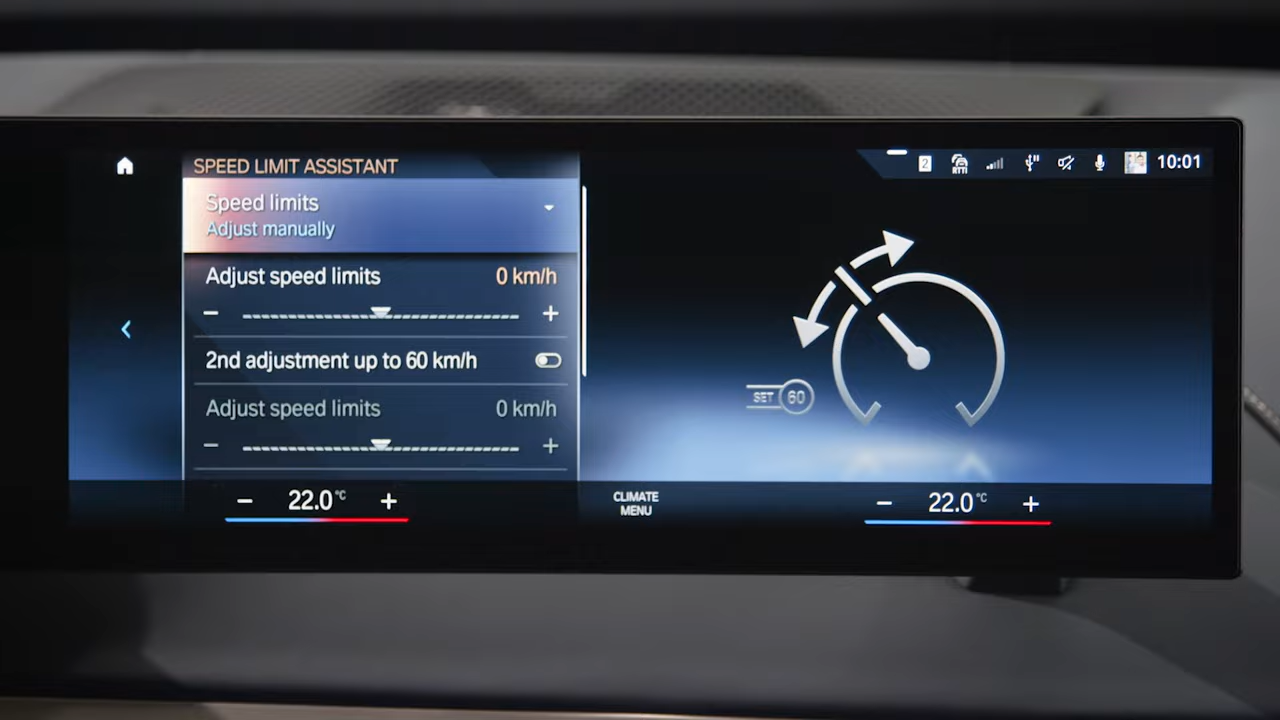 SPEED LIMIT ASSISTANT
2
RTTI
10:01
Speed limits
Adjust manually
Adjust speed limits 0 km/h
2nd adjustment up to 60 km/h
SET 60
Adjust speed limits 0 km/h
22.0°C
CLIMATE
MENU
22.0°C